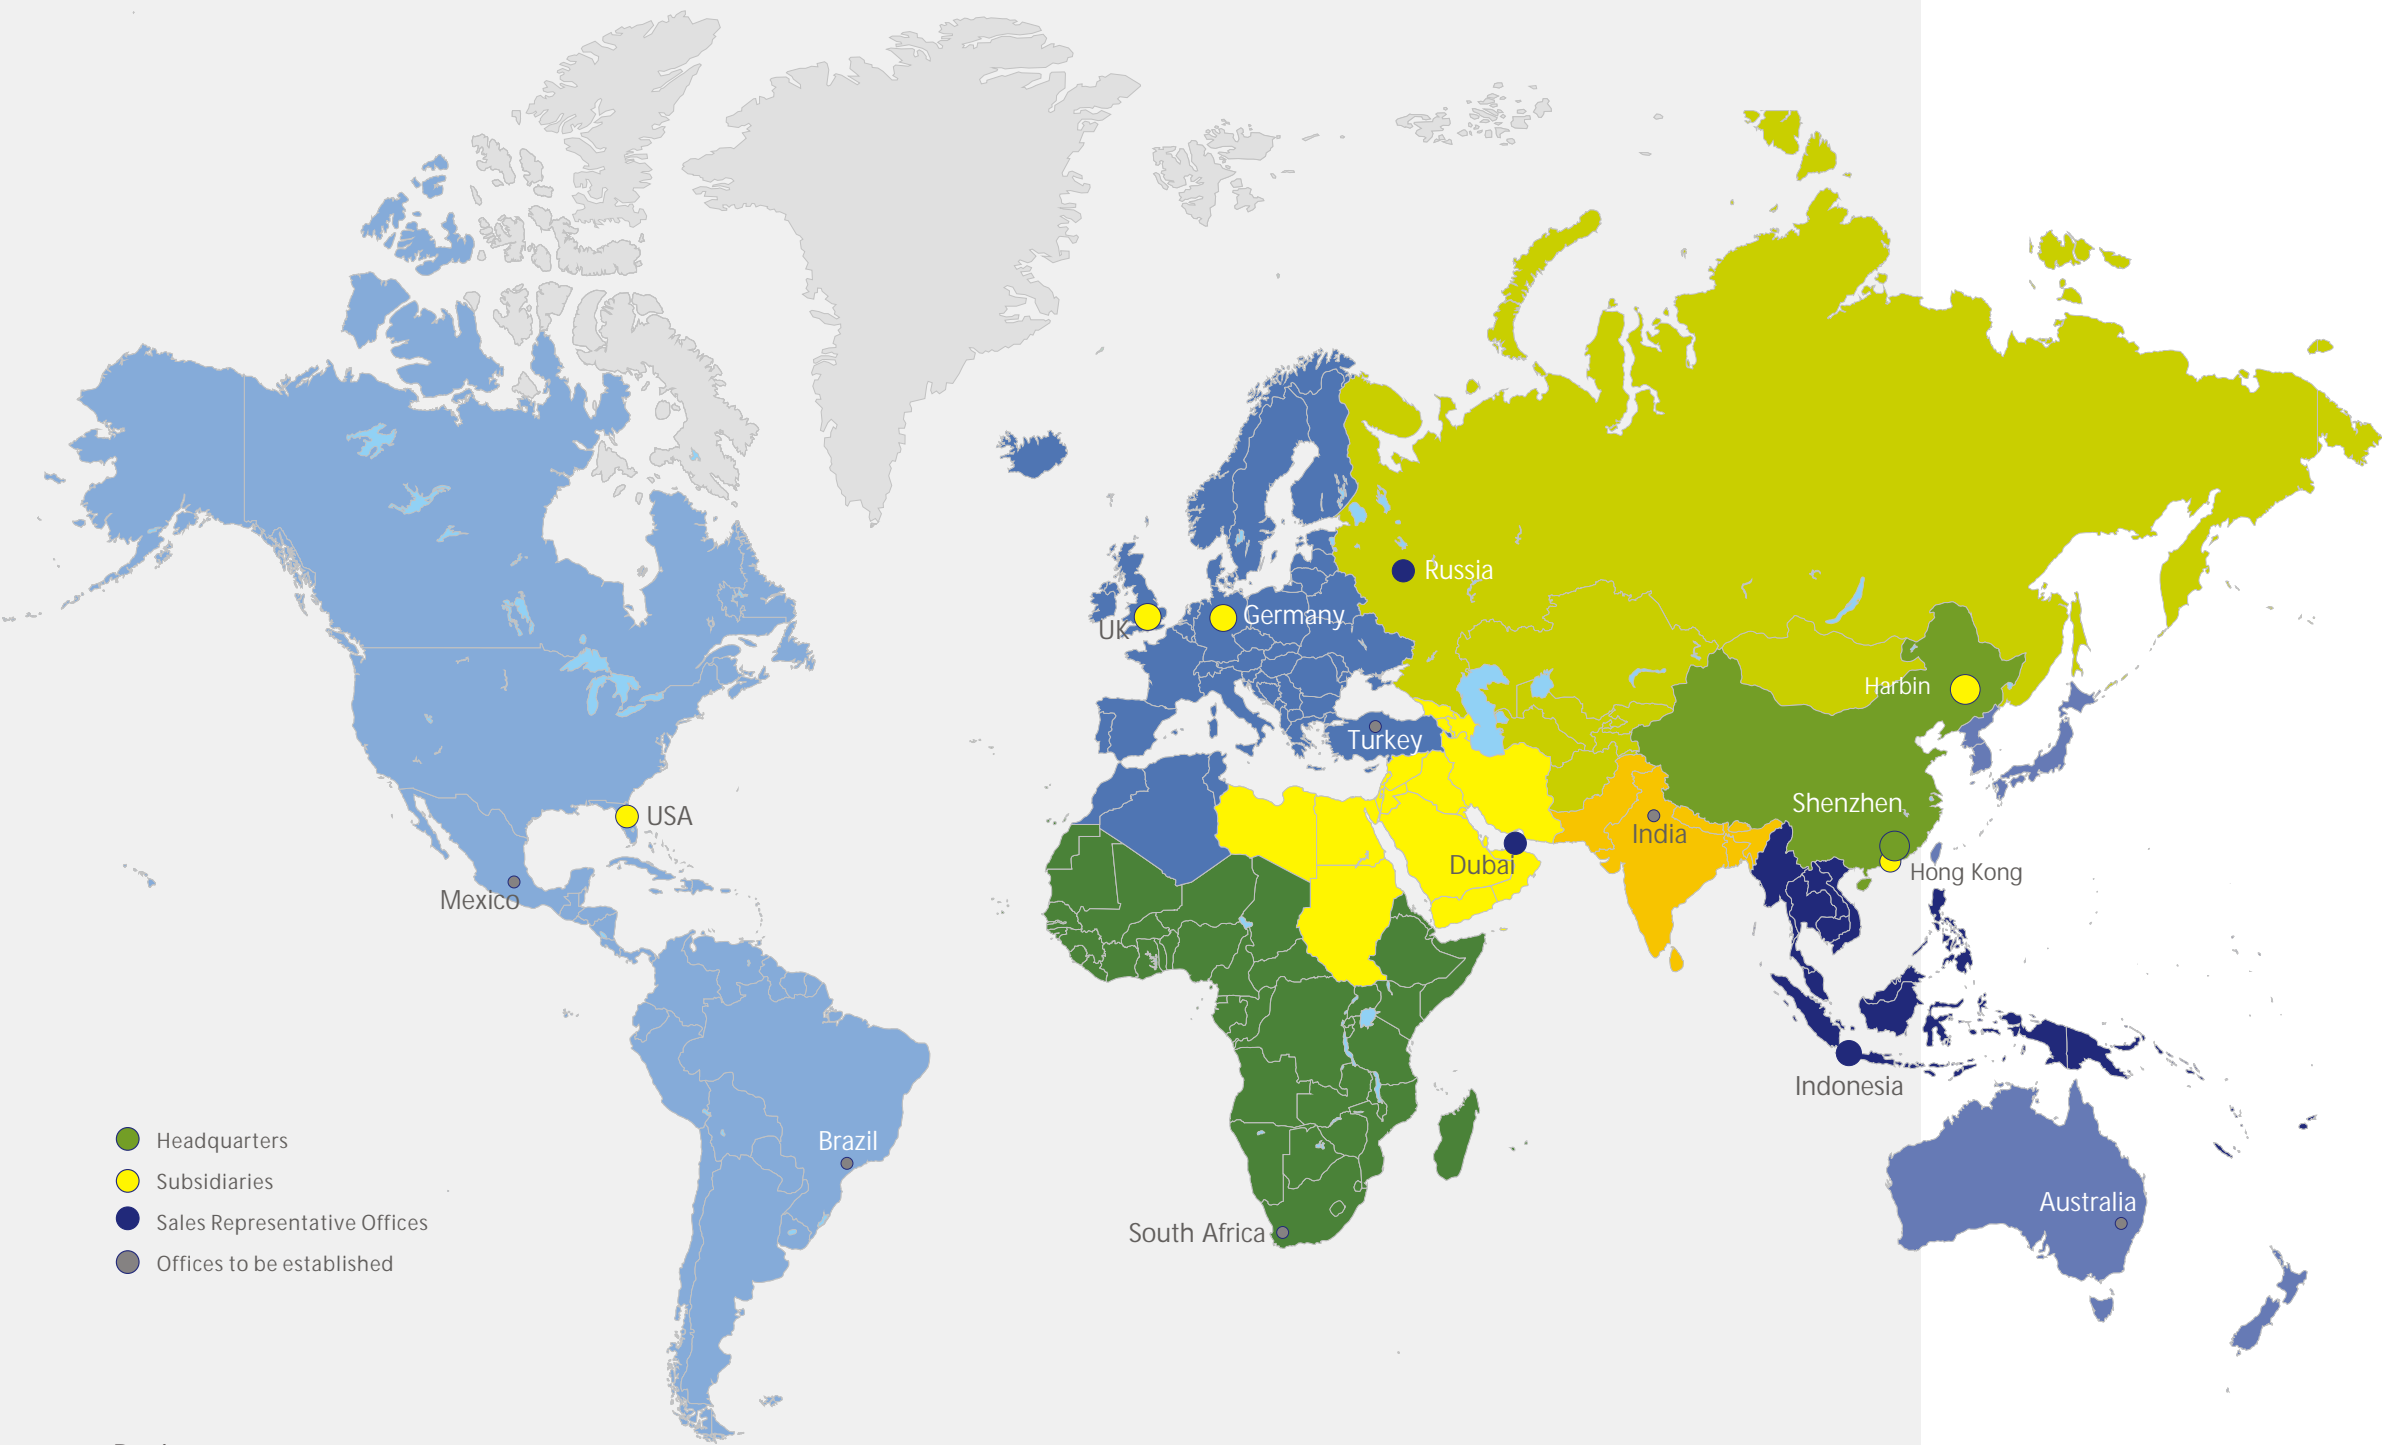 Russia
Germany
UK
Harbin
Turkey
Shenzhen
USA
India
Dubai
Hong Kong
Mexico
Indonesia
Brazil
Australia
South Africa
Headquarters
Subsidiaries
Sales Representative Offices
Offices to be established